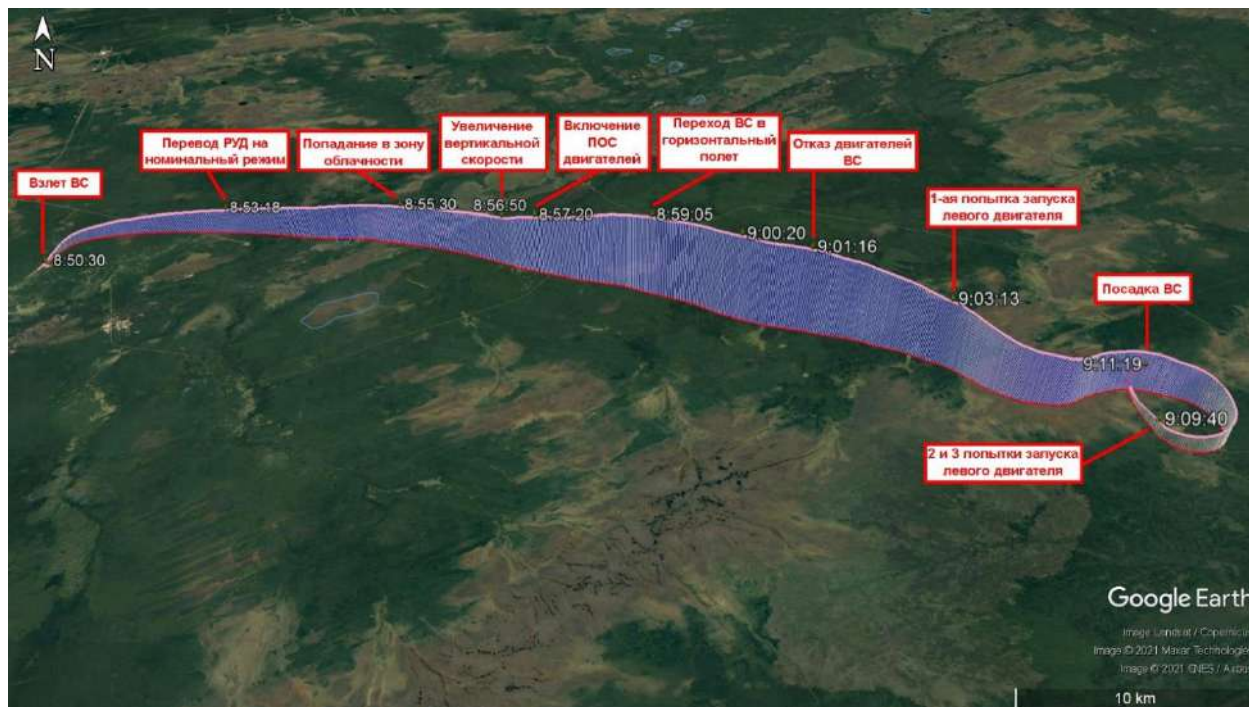 N
Взлет ВС
8:50:30
Перевод РУД на
номинальный режим
8:53:18
Попадание в зону
облачности
8:55:30
Увеличение
вертикальной
скорости
8:56:50
Включение
ПОС
двигателей
8:57:20
Переход ВС в
горизонтальный
полет
8:59:05
9:00:20
Отказ двигателей
ВС
9:01:16
1-ая попытка запуска
левого двигателя
9:03:13
Посадка ВС
9:11:19
9:09:40
2 и 3 попытки запуска
левого двигателя
Google Earth
Image Landsat / Copernicus
Image © 2021 Maxar Technologies
Image © 2021 CNES / Airbus
10 km